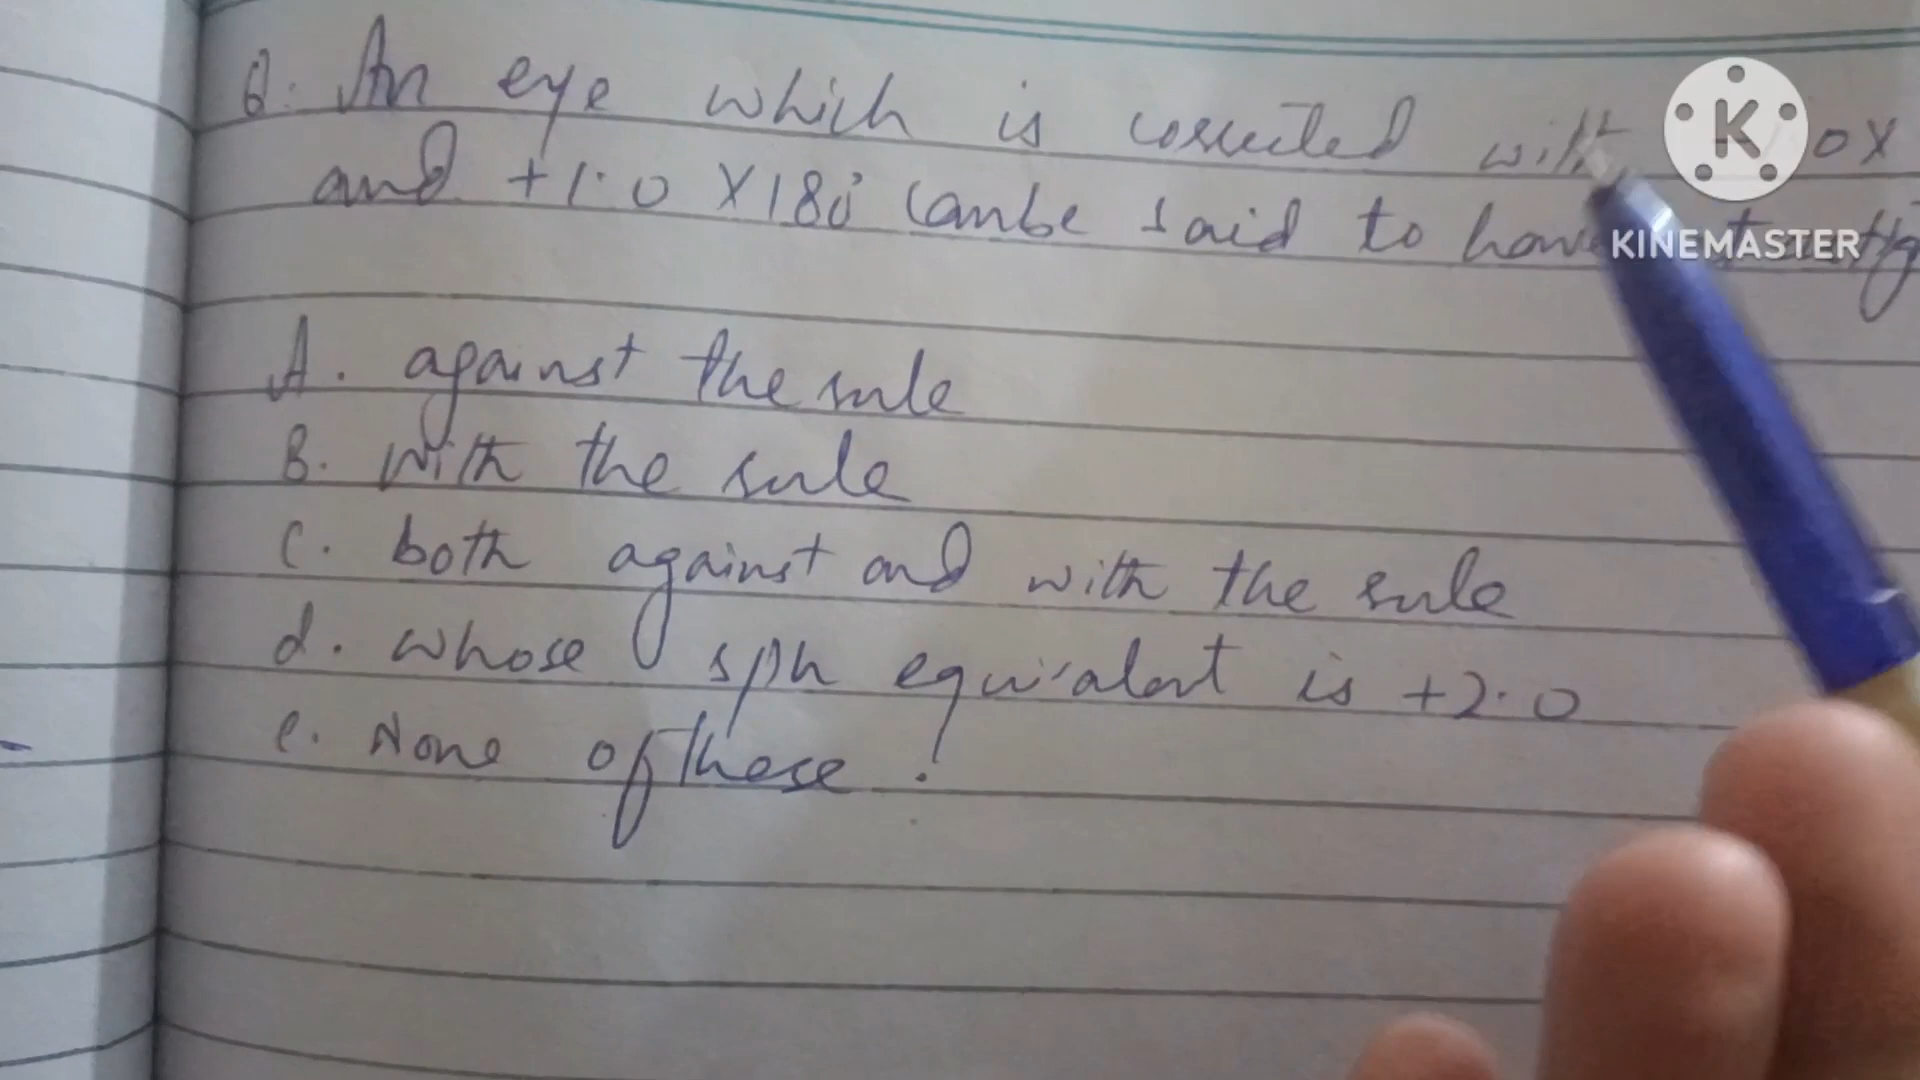 Q. An eye which is corrected with 0X
and +1.0 X180 canbe said to have
A. against the rule
B. with the rule
C. both against and with the rule
d. whose sph equivalent is +2.0
e. None of these.
K
KINEMASTER